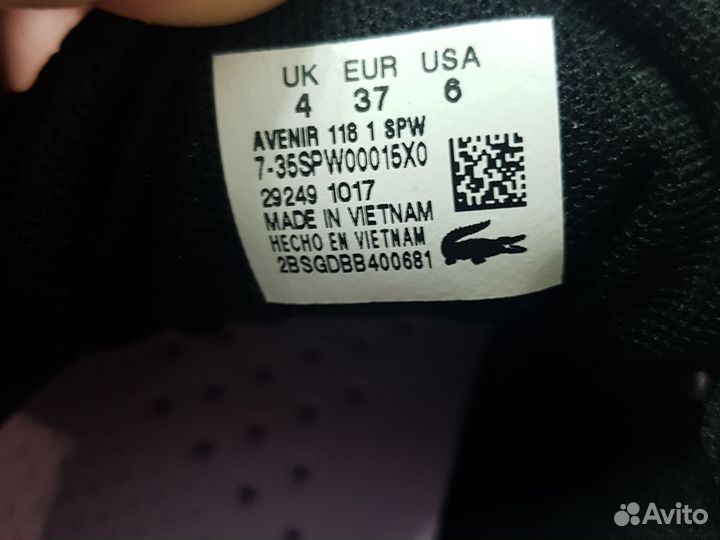 UK EUR USA
4 37 6
AVENIR 118 1 SPW
7-35SPW00015X0
29249 1017
MADE IN VIETNAM
HECHO EN VIETNAM
2BSGDBB400681
Avito